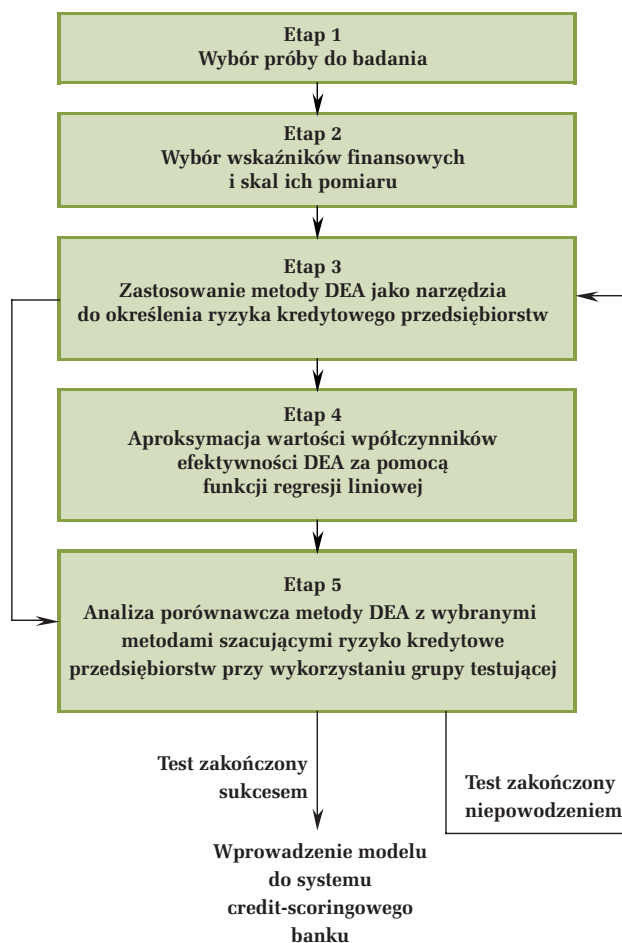 Etap 1
Wybór próby do badania
Etap 2
Wybór wskaźników finansowych
i skal ich pomiaru
Etap 3
Zastosowanie metody DEA jako narzędzia
do określenia ryzyka kredytowego przedsiębiorstw
Etap 4
Aproksymacja wartości wpółczynników
efektywności DEA za pomocą
funkcji regresji liniowej
Etap 5
Analiza porównawcza metody DEA z wybranymi
metodami szacującymi ryzyko kredytowe
przedsiębiorstw przy wykorzystaniu grupy testującej
Test zakończony
sukcesem
Test zakończony
niepowodzeniem
Wprowadzenie modelu
do systemu
credit-scoringowego
banku